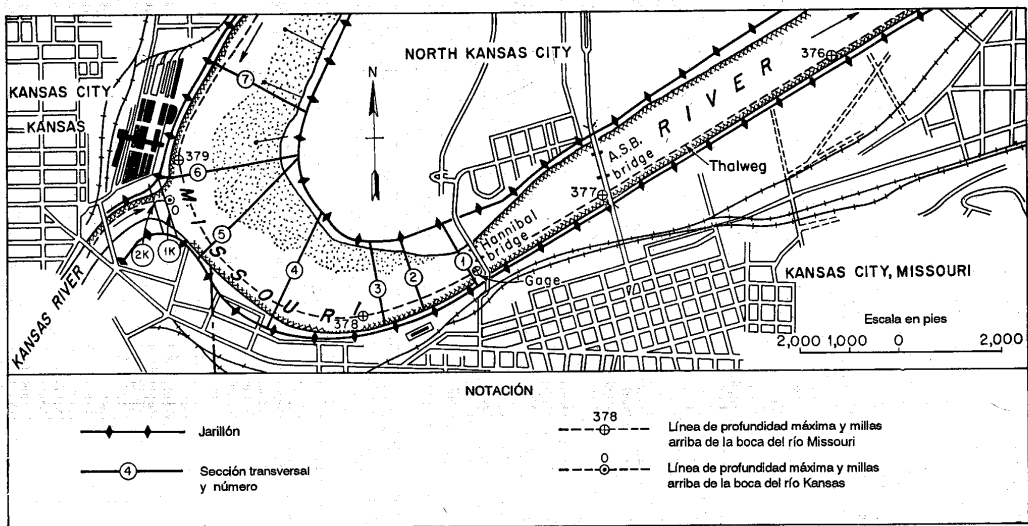 NORTH KANSAS CITY
KANSAS CITY
KANSAS
N
376
A.S.B.
bridge
RIVER
Thalweg
377
Hannibal
bridge
379
7
6
5
4
3
2
1
0
2K
1K
MISSOURI
378
Gage
KANSAS RIVER
KANSAS CITY, MISSOURI
Escala en pies
2,000 1,000 0 2,000
NOTACIÓN
Jarillón
4
Sección transversal
y número
378
Línea de profundidad máxima y millas
arriba de la boca del río Missouri
0
Línea de profundidad máxima y millas
arriba de la boca del río Kansas